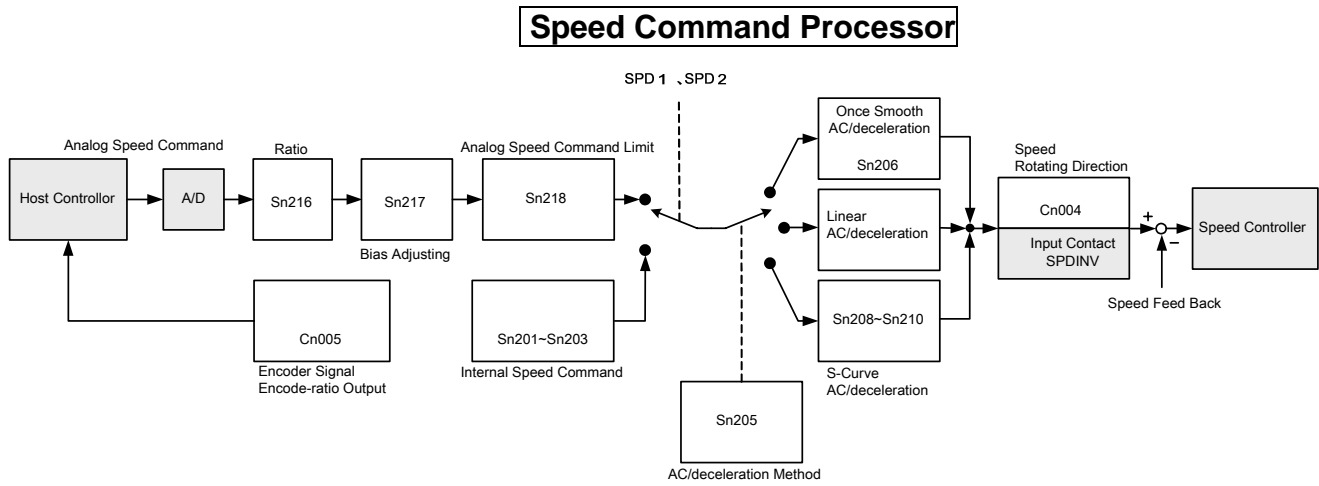 Speed Command Processor
SPD 1 、SPD 2
Analog Speed Command
Host Controllor
A/D
Ratio
Sn216
Sn217
Bias Adjusting
Analog Speed Command Limit
Sn218
Once Smooth
AC/deceleration
Sn206
Linear
AC/deceleration
Sn208~Sn210
S-Curve
AC/deceleration
Speed
Rotating Direction
Cn004
Input Contact
SPDINV
+
−
Speed Controller
Speed Feed Back
Cn005
Encoder Signal
Encode-ratio Output
Sn201~Sn203
Internal Speed Command
Sn205
AC/deceleration Method